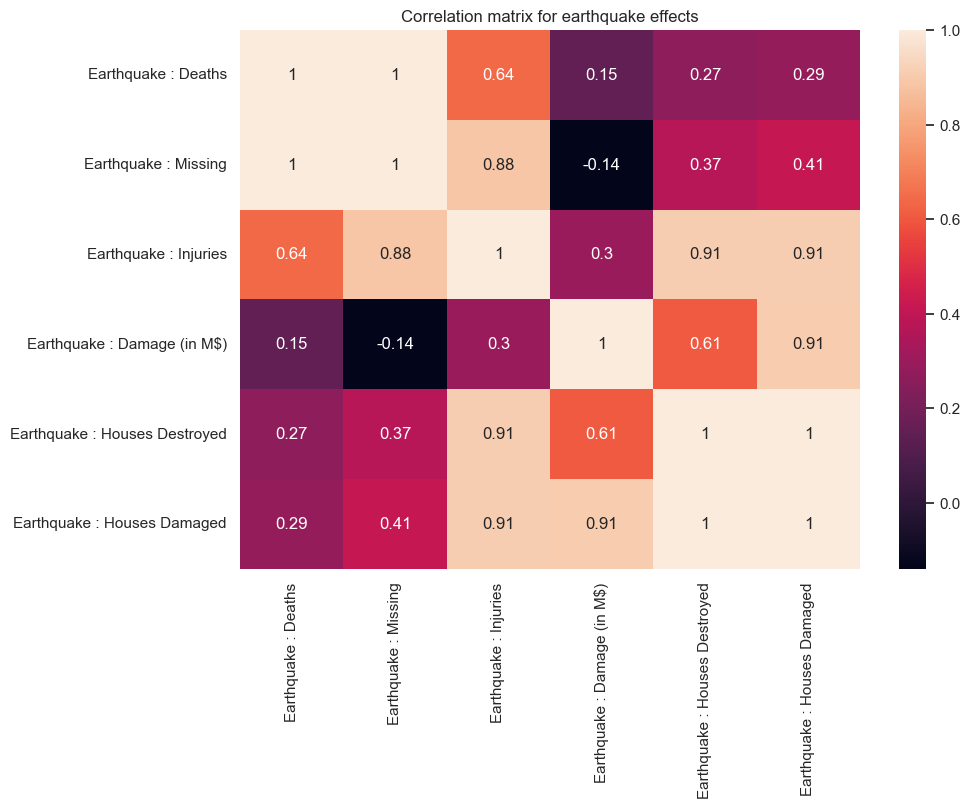 Correlation matrix for earthquake effects
Earthquake : Deaths 1 1 0.64 0.15 0.27 0.29
Earthquake : Missing 1 1 0.88 -0.14 0.37 0.41
Earthquake : Injuries 0.64 0.88 1 0.3 0.91 0.91
Earthquake : Damage (in M$) 0.15 -0.14 0.3 1 0.61 0.91
Earthquake : Houses Destroyed 0.27 0.37 0.91 0.61 1 1
Earthquake : Houses Damaged 0.29 0.41 0.91 0.91 1 1
Earthquake : Deaths
Earthquake : Missing
Earthquake : Injuries
Earthquake : Damage (in M$)
Earthquake : Houses Destroyed
Earthquake : Houses Damaged
1.0
0.8
0.6
0.4
0.2
0.0